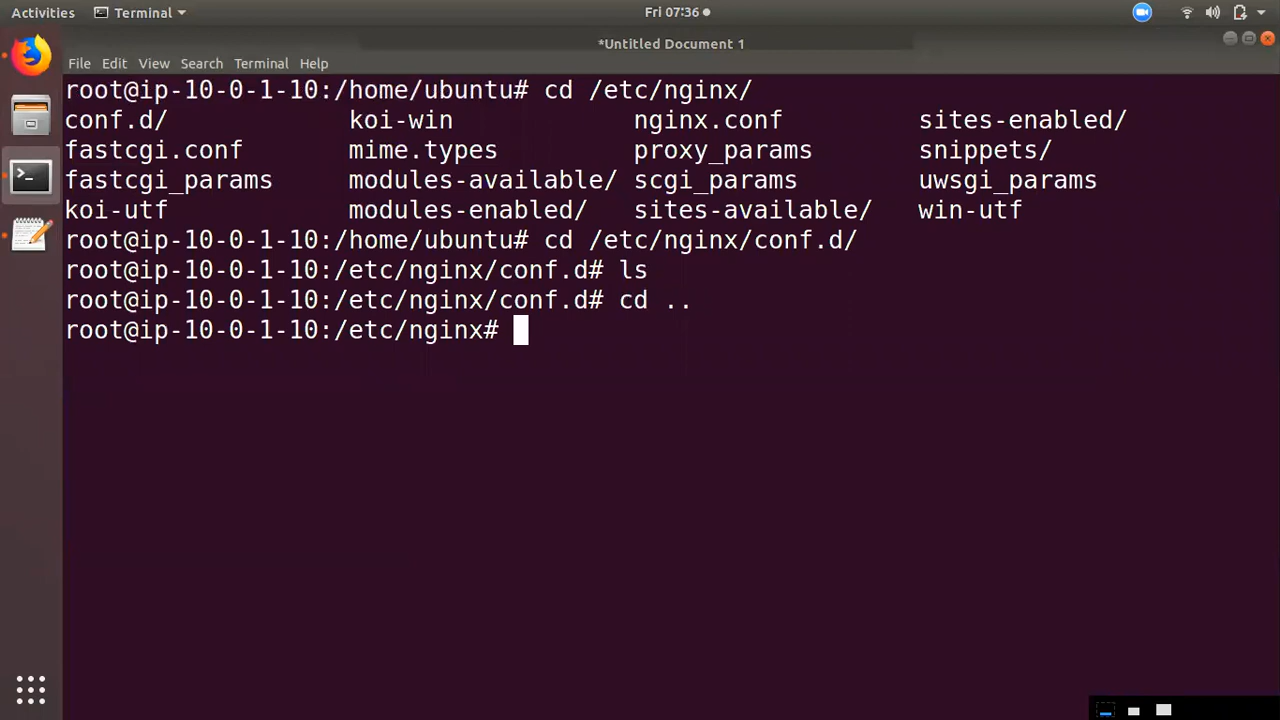 Activities Terminal Fri 07:36
*Untitled Document 1
File Edit View Search Terminal Help
root@ip-10-0-1-10:/home/ubuntu# cd /etc/nginx/
conf.d/ koi-win nginx.conf sites-enabled/
fastcgi.conf mime.types proxy_params snippets/
fastcgi_params modules-available/ scgi_params uwsgi_params
koi-utf modules-enabled/ sites-available/ win-utf
root@ip-10-0-1-10:/home/ubuntu# cd /etc/nginx/conf.d/
root@ip-10-0-1-10:/etc/nginx/conf.d# ls
root@ip-10-0-1-10:/etc/nginx/conf.d# cd ..
root@ip-10-0-1-10:/etc/nginx#